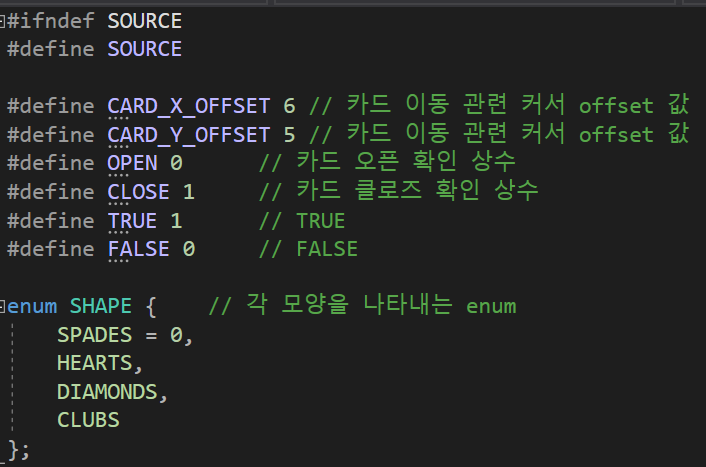 #ifndef SOURCE
#define SOURCE
#define CARD_X_OFFSET 6 // 카드 이동 관련 커서 offset 값
#define CARD_Y_OFFSET 5 // 카드 이동 관련 커서 offset 값
#define OPEN 0 // 카드 오픈 확인 상수
#define CLOSE 1 // 카드 클로즈 확인 상수
#define TRUE 1 // TRUE
#define FALSE 0 // FALSE
enum SHAPE { // 각 모양을 나타내는 enum
SPADES = 0,
HEARTS,
DIAMONDS,
CLUBS
};